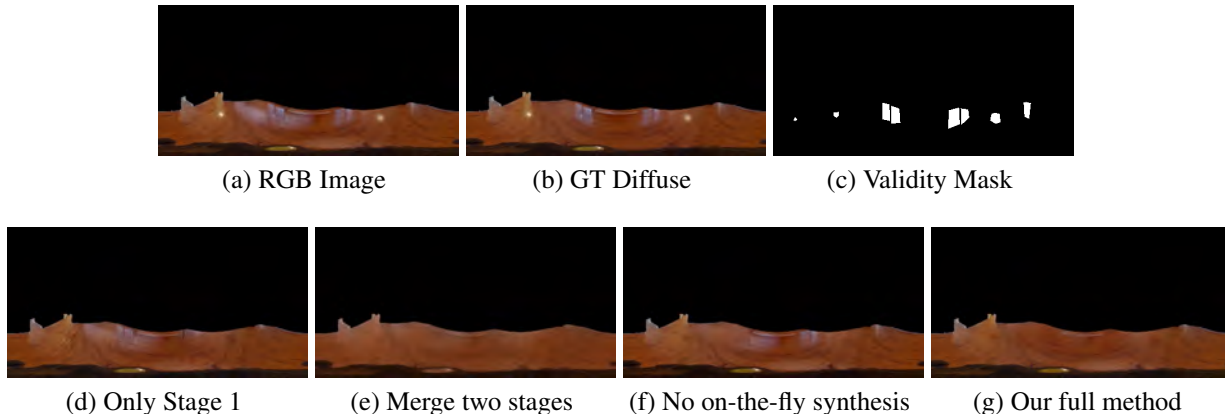 (a) RGB Image
(b) GT Diffuse
(c) Validity Mask
(d) Only Stage 1
(e) Merge two stages
(f) No on-the-fly synthesis
(g) Our full method